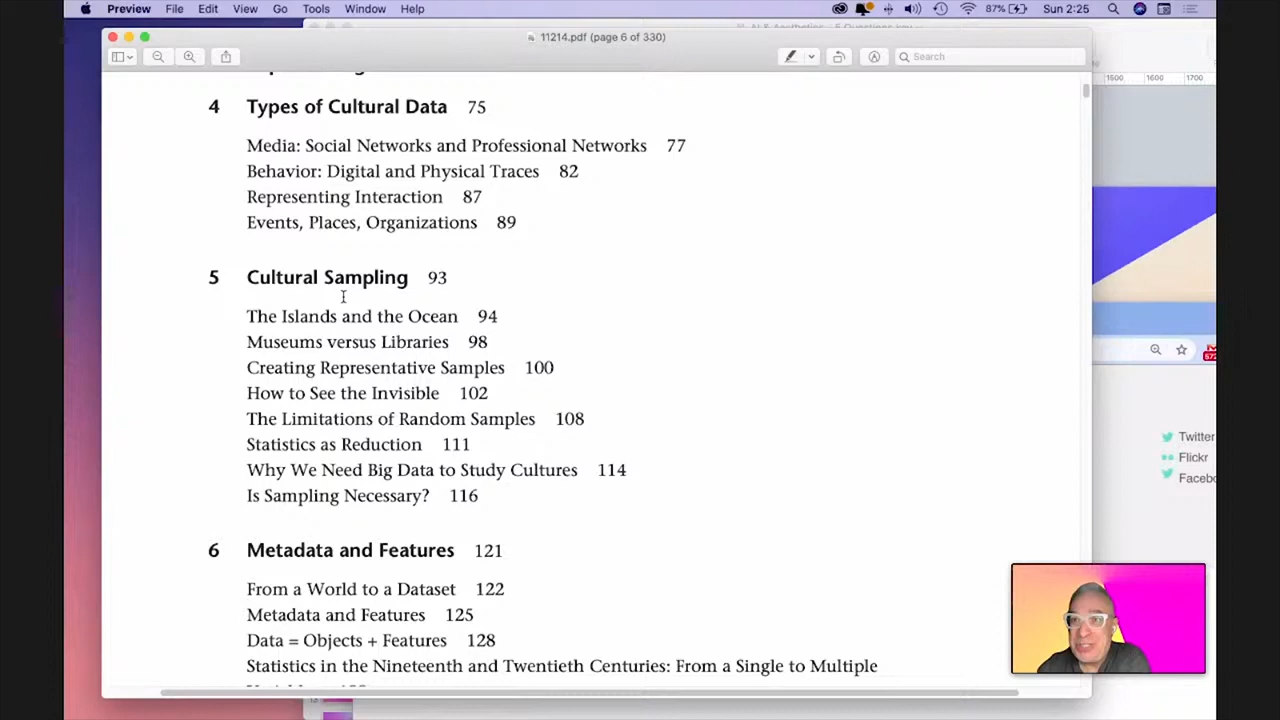 Preview File Edit View Go Tools Window Help 87% Sun 2:25
11214.pdf (page 6 of 330)
Search
1500 1600 1700
4 Types of Cultural Data 75
Media: Social Networks and Professional Networks 77
Behavior: Digital and Physical Traces 82
Representing Interaction 87
Events, Places, Organizations 89
5 Cultural Sampling 93
The Islands and the Ocean 94
Museums versus Libraries 98
Creating Representative Samples 100
How to See the Invisible 102
The Limitations of Random Samples 108
Statistics as Reduction 111
Why We Need Big Data to Study Cultures 114
Is Sampling Necessary? 116
6 Metadata and Features 121
From a World to a Dataset 122
Metadata and Features 125
Data = Objects + Features 128
Statistics in the Nineteenth and Twentieth Centuries: From a Single to Multiple
Twitter
Flickr
Facebo